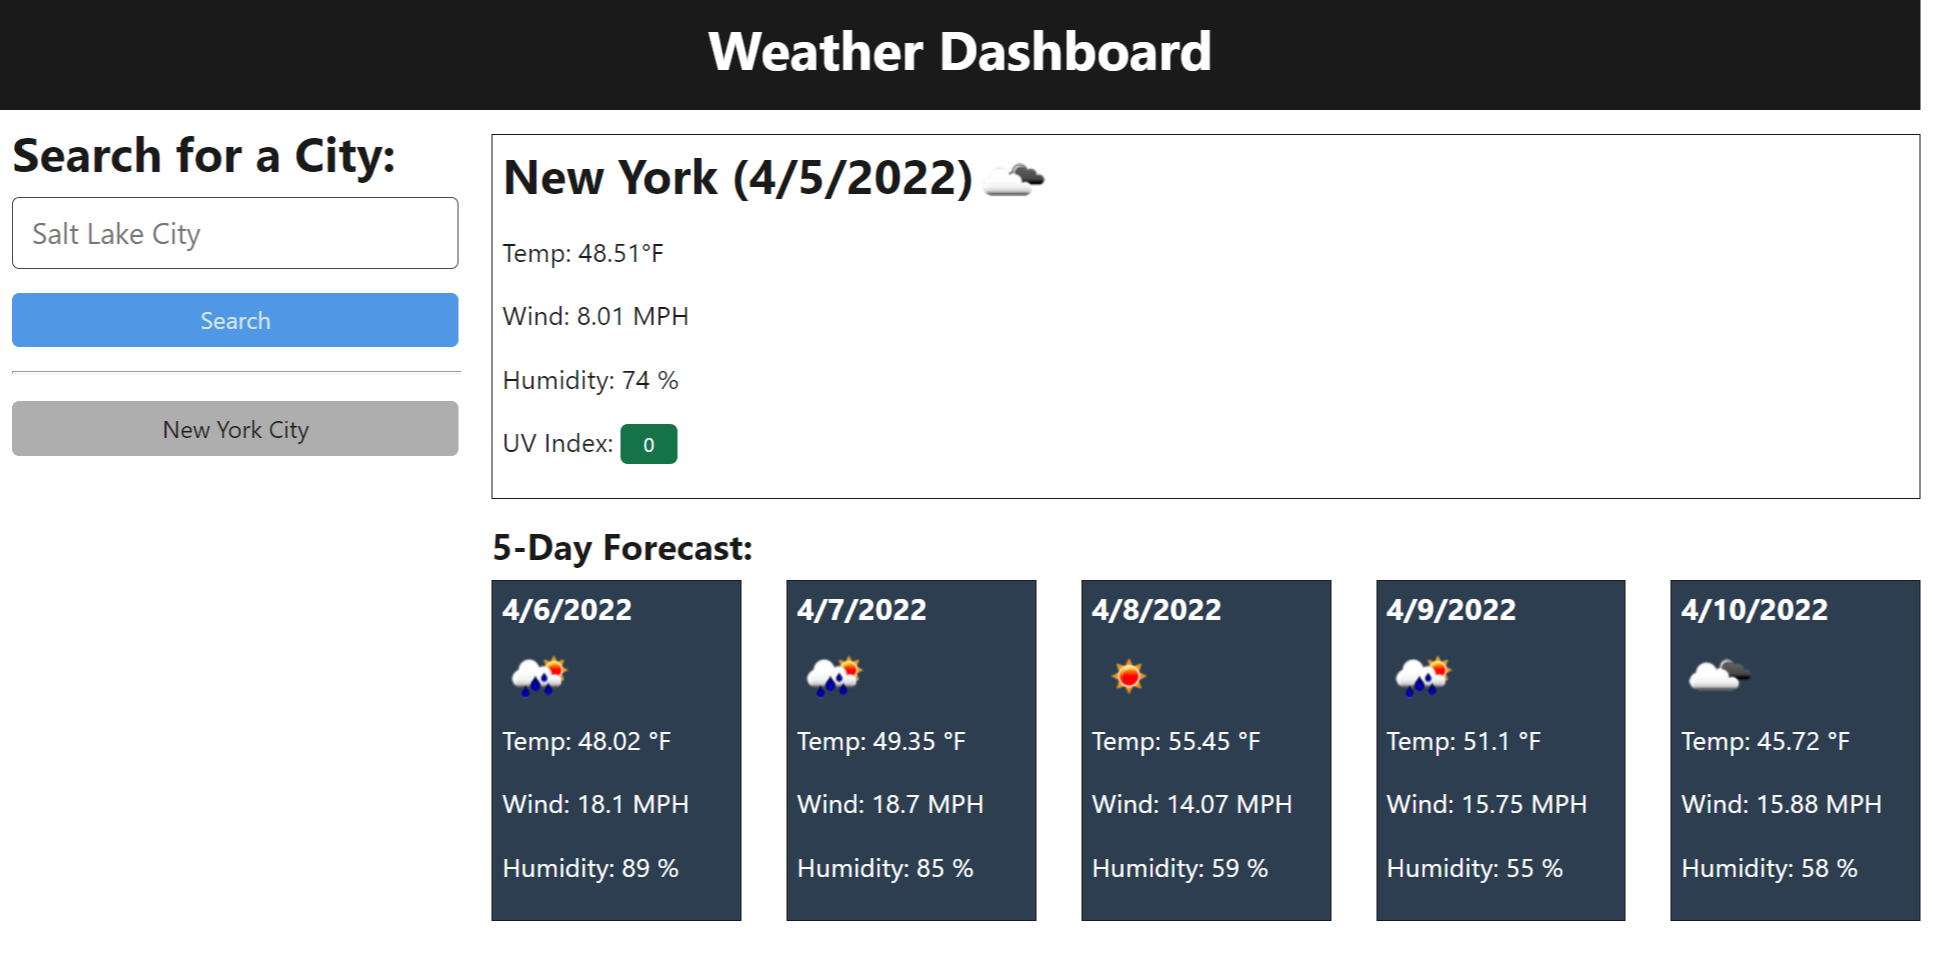 Weather Dashboard
Search for a City:
Salt Lake City
Search
New York City
New York (4/5/2022)
Temp: 48.51°F
Wind: 8.01 MPH
Humidity: 74 %
UV Index: 0
5-Day Forecast:
4/6/2022
Temp: 48.02 °F
Wind: 18.1 MPH
Humidity: 89 %
4/7/2022
Temp: 49.35 °F
Wind: 18.7 MPH
Humidity: 85 %
4/8/2022
Temp: 55.45 °F
Wind: 14.07 MPH
Humidity: 59 %
4/9/2022
Temp: 51.1 °F
Wind: 15.75 MPH
Humidity: 55 %
4/10/2022
Temp: 45.72 °F
Wind: 15.88 MPH
Humidity: 58 %